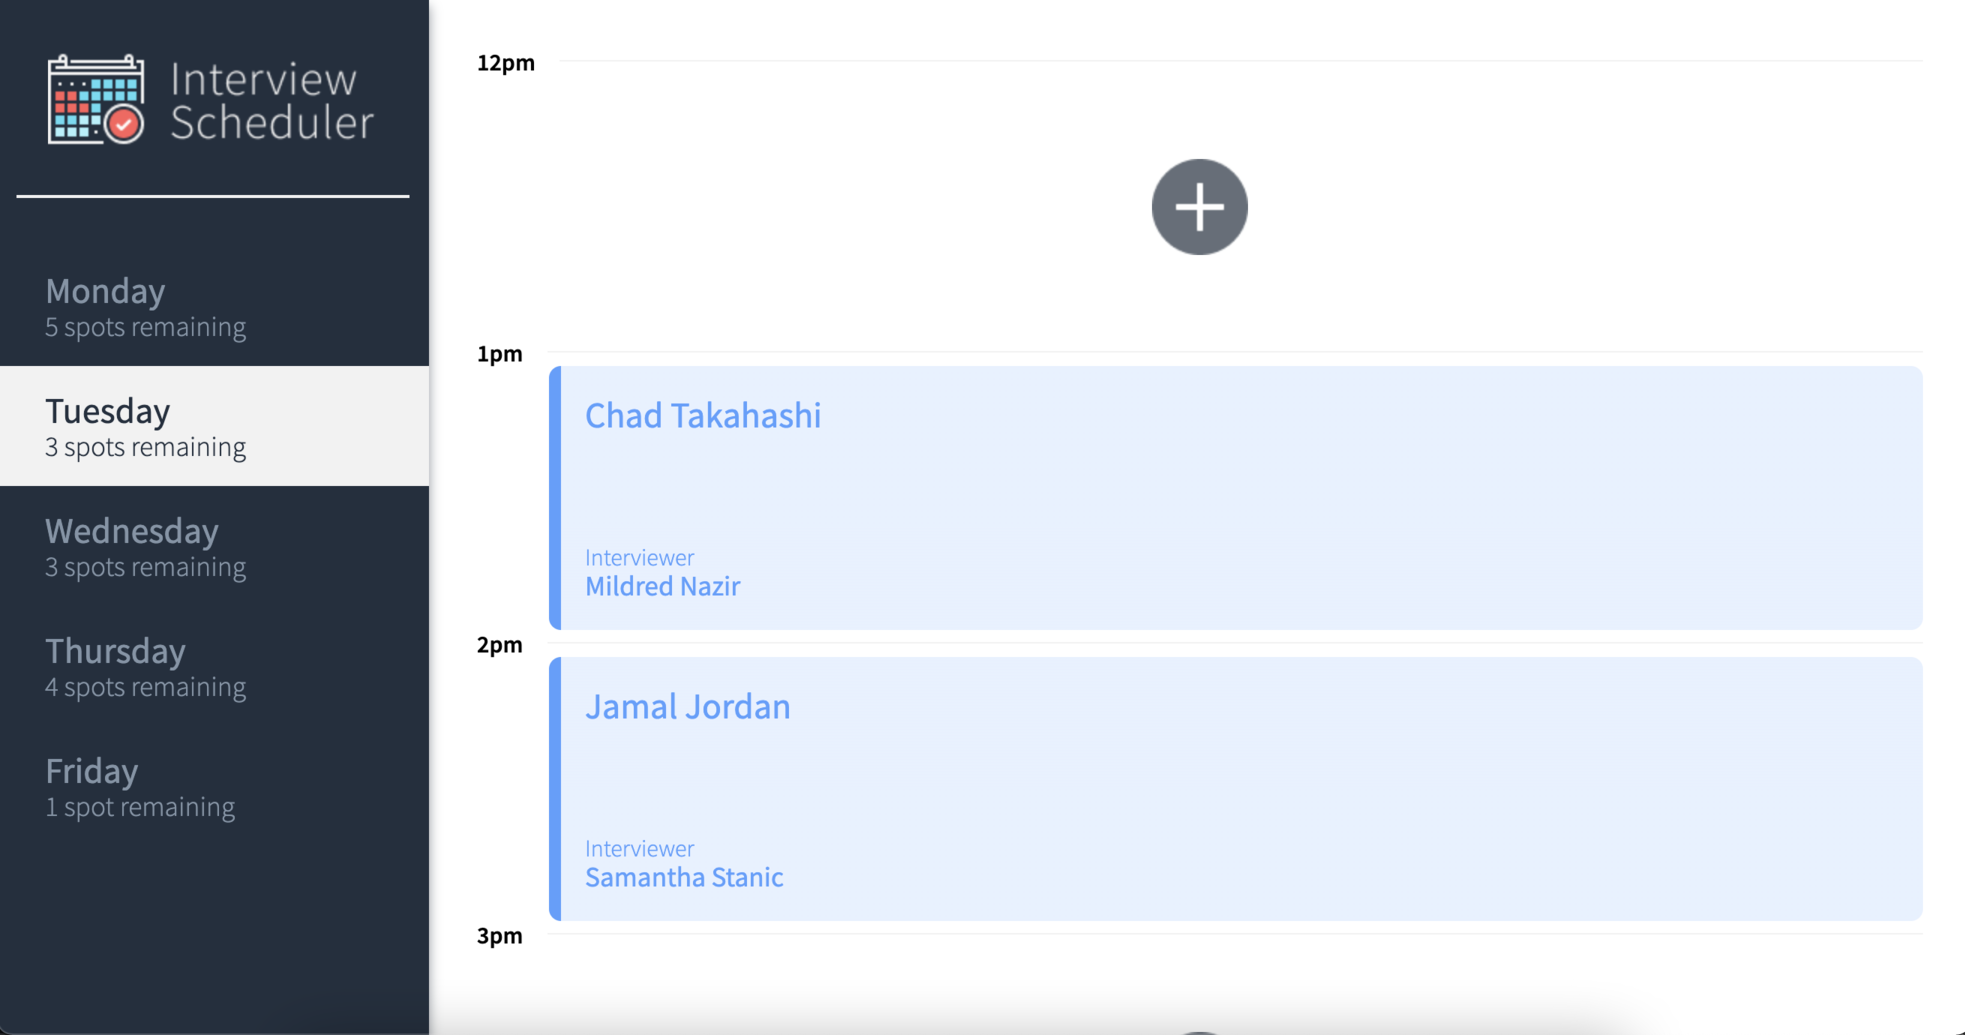 Interview
Scheduler
Monday
5 spots remaining
Tuesday
3 spots remaining
Wednesday
3 spots remaining
Thursday
4 spots remaining
Friday
1 spot remaining
12pm
1pm
Chad Takahashi
Interviewer
Mildred Nazir
2pm
Jamal Jordan
Interviewer
Samantha Stanic
3pm